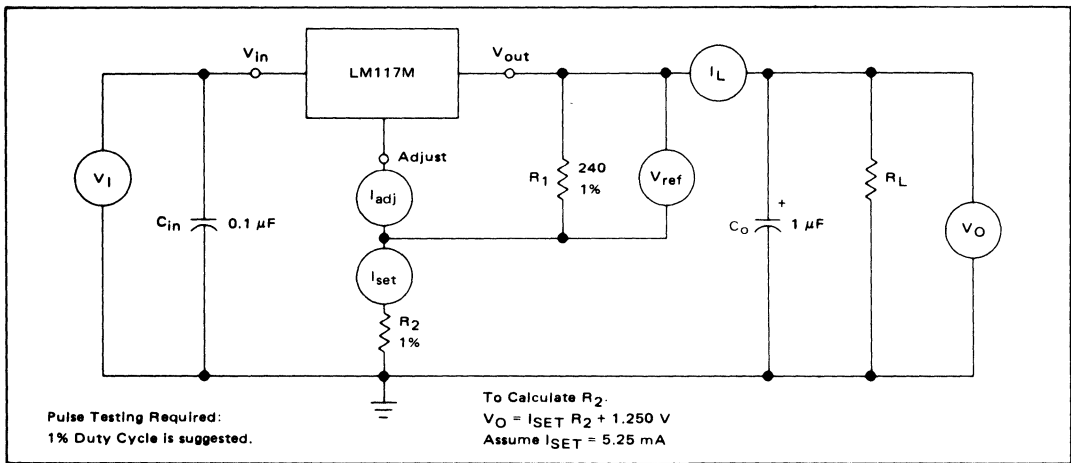 Vin
LM117M
Vout
IL
Adjust
VI
Cin
0.1 μF
Iadj
R1
240
1%
Vref
+
Co
1 μF
RL
VO
Iset
R2
1%
Pulse Testing Required:
1% Duty Cycle is suggested.
To Calculate R2.
VO = ISET R2 + 1.250 V
Assume ISET = 5.25 mA